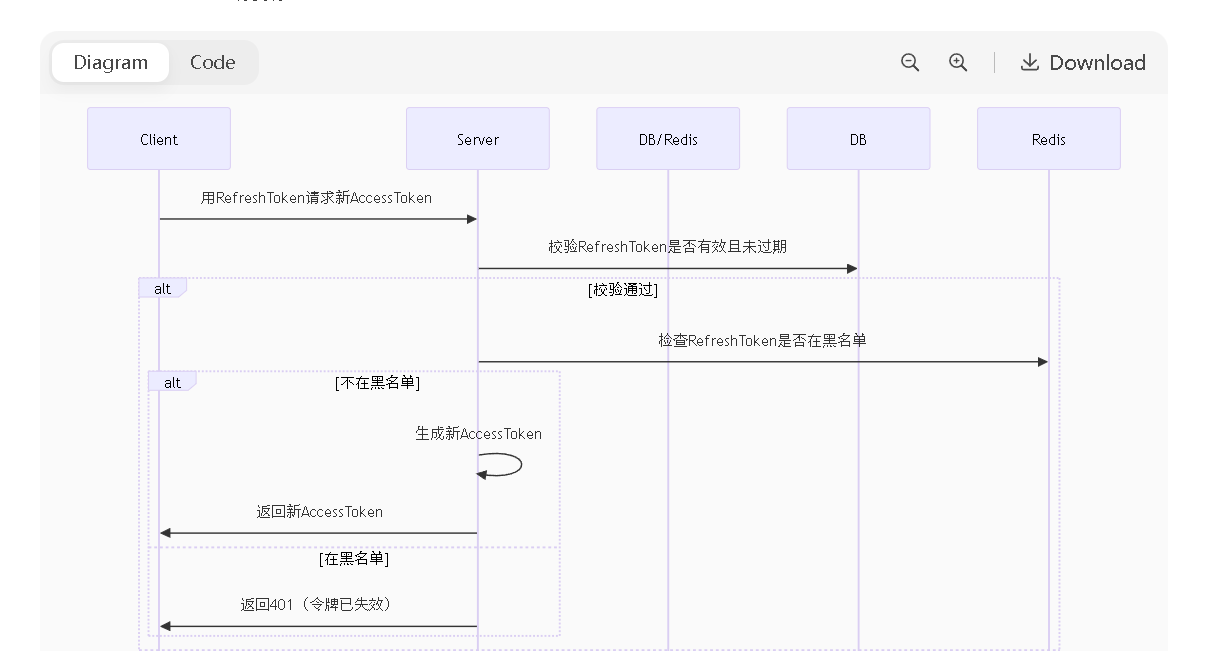 Diagram Code Download
Client Server DB/Redis DB Redis
用RefreshToken请求新AccessToken
校验RefreshToken是否有效且未过期
alt [校验通过]
检查RefreshToken是否在黑名单
alt [不在黑名单]
生成新AccessToken
返回新AccessToken
[在黑名单]
返回401（令牌已失效）